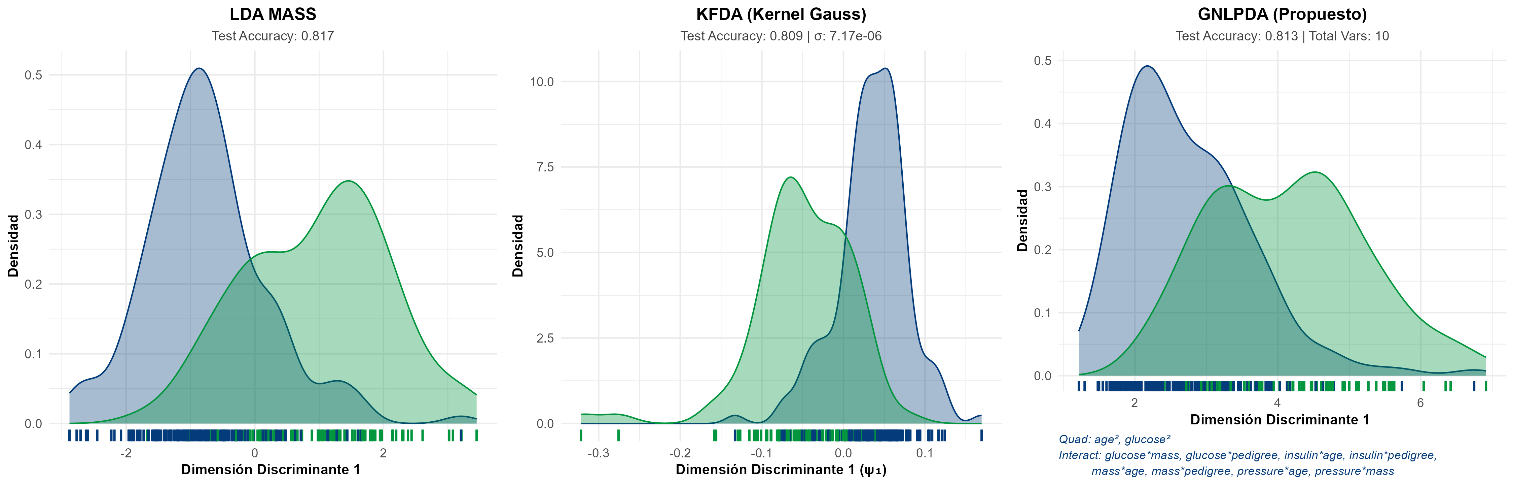 LDA MASS
Test Accuracy: 0.817
Densidad
0.5
0.4
0.3
0.2
0.1
0.0
-2
0
2
Dimensión Discriminante 1
KFDA (Kernel Gauss)
Test Accuracy: 0.809 | σ: 7.17e-06
Densidad
10.0
7.5
5.0
2.5
0.0
-0.3
-0.2
-0.1
0.0
0.1
Dimensión Discriminante 1 (ψ₁)
GNLPDA (Propuesto)
Test Accuracy: 0.813 | Total Vars: 10
Densidad
0.5
0.4
0.3
0.2
0.1
0.0
2
4
6
Dimensión Discriminante 1
Quad: age², glucose²
Interact: glucose*mass, glucose*pedigree, insulin*age, insulin*pedigree,
mass*age, mass*pedigree, pressure*age, pressure*mass